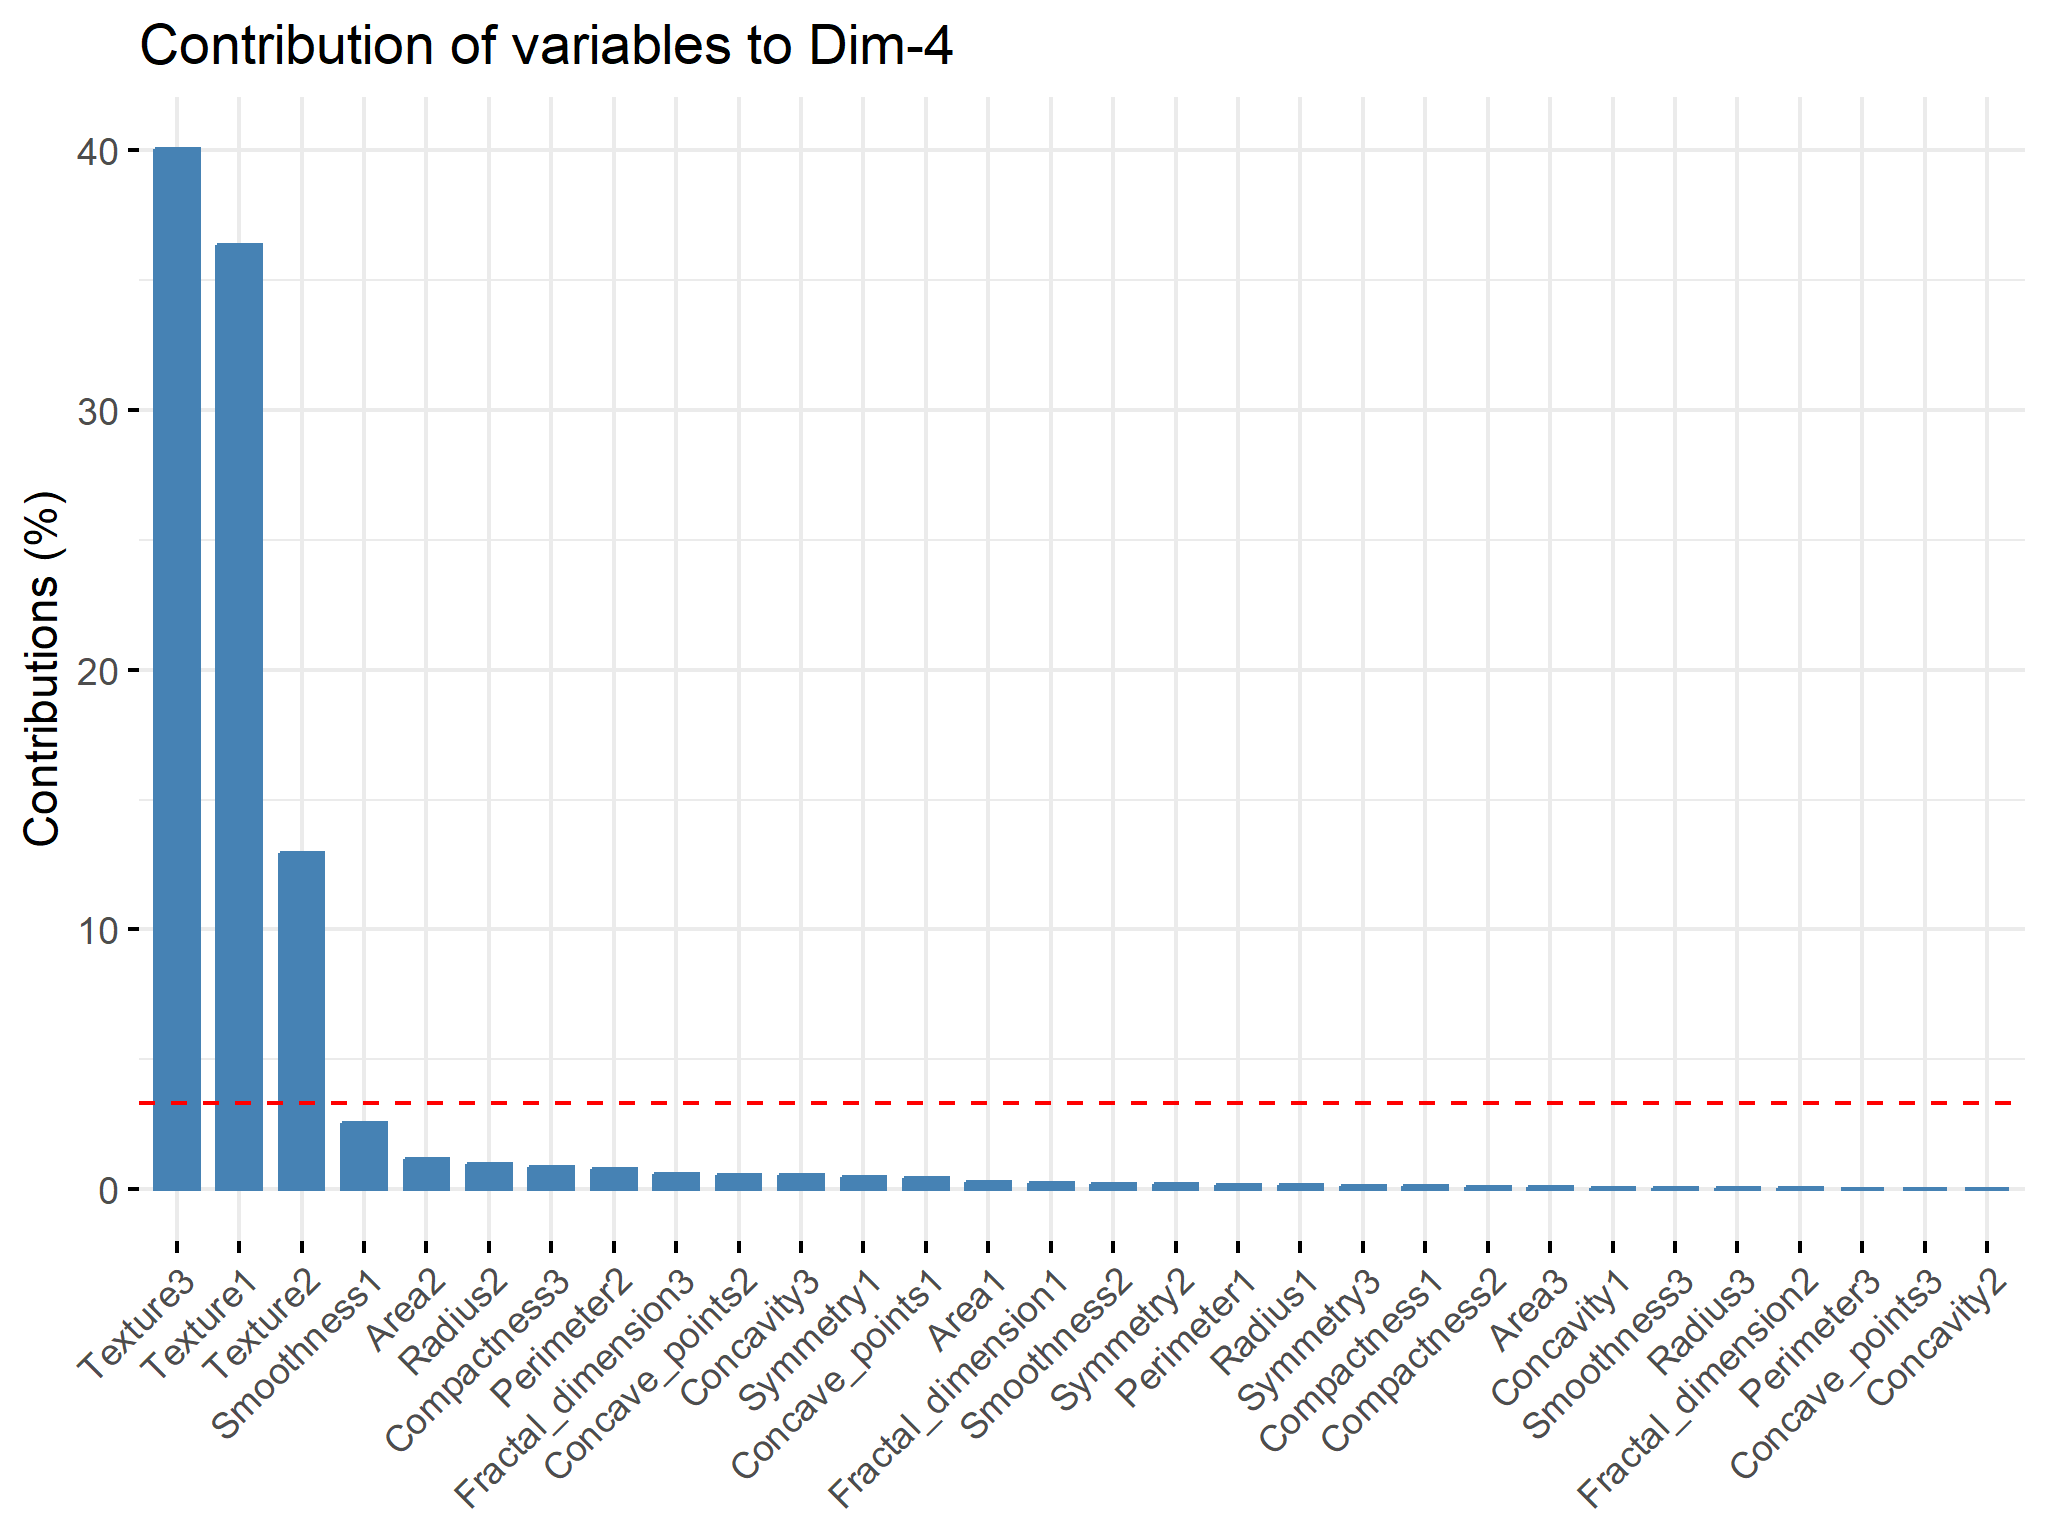 Contribution of variables to Dim-4
Contributions (%)
40
30
20
10
0
Texture3
Texture1
Texture2
Smoothness1
Area2
Radius2
Compactness3
Perimeter2
Fractal_dimension3
Concave_points2
Concavity3
Symmetry1
Concave_points1
Area1
Fractal_dimension1
Smoothness2
Symmetry2
Perimeter1
Radius1
Symmetry3
Compactness1
Compactness2
Area3
Concavity1
Smoothness3
Radius3
Fractal_dimension2
Perimeter3
Concave_points3
Concavity2